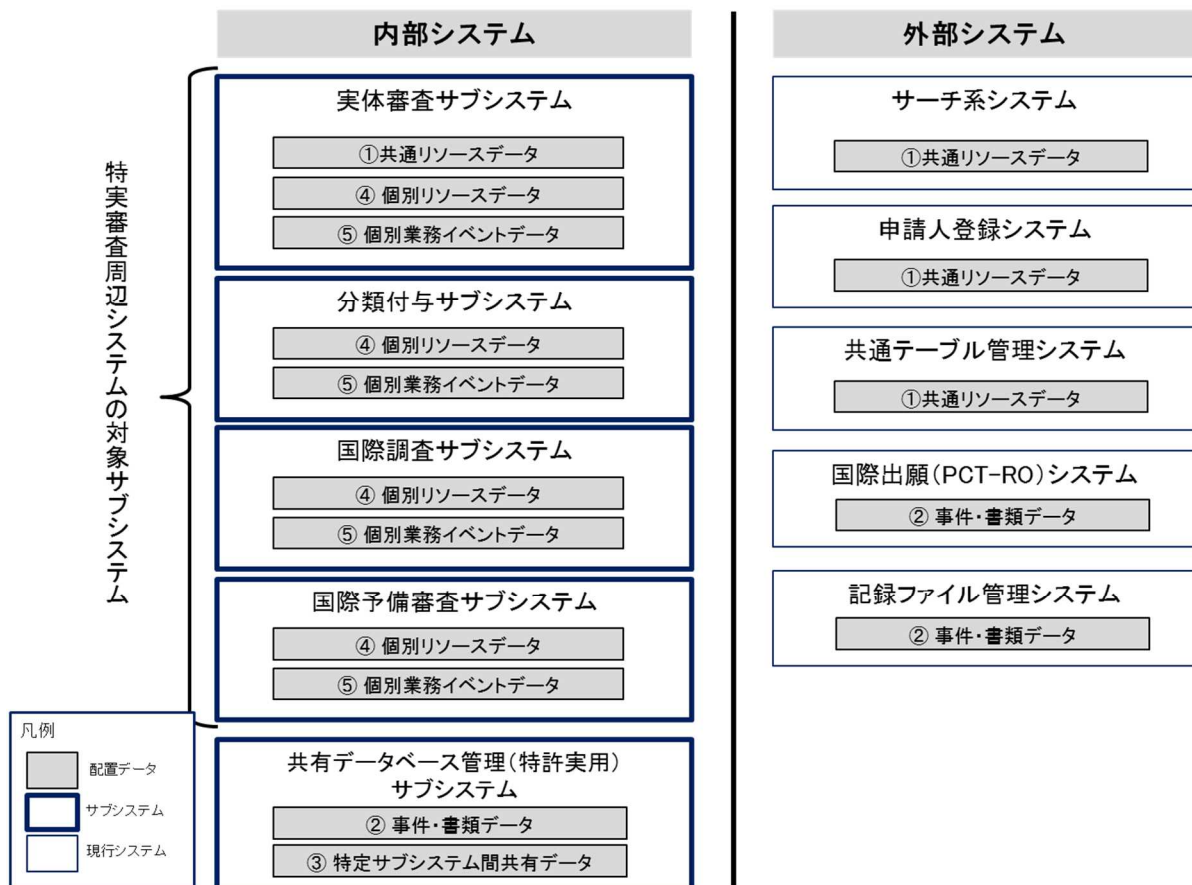 内部システム
実体審査サブシステム
①共通リソースデータ
④ 個別リソースデータ
⑤ 個別業務イベントデータ
分類付与サブシステム
④ 個別リソースデータ
⑤ 個別業務イベントデータ
国際調査サブシステム
④ 個別リソースデータ
⑤ 個別業務イベントデータ
国際予備審査サブシステム
④ 個別リソースデータ
⑤ 個別業務イベントデータ
共有データベース管理(特許実用)
サブシステム
② 事件・書類データ
③ 特定サブシステム間共有データ
特実審査周辺システムの対象サブシステム
凡例
配置データ
サブシステム
現行システム
外部システム
サーチ系システム
①共通リソースデータ
申請人登録システム
①共通リソースデータ
共通テーブル管理システム
①共通リソースデータ
国際出願(PCT-RO)システム
② 事件・書類データ
記録ファイル管理システム
② 事件・書類データ